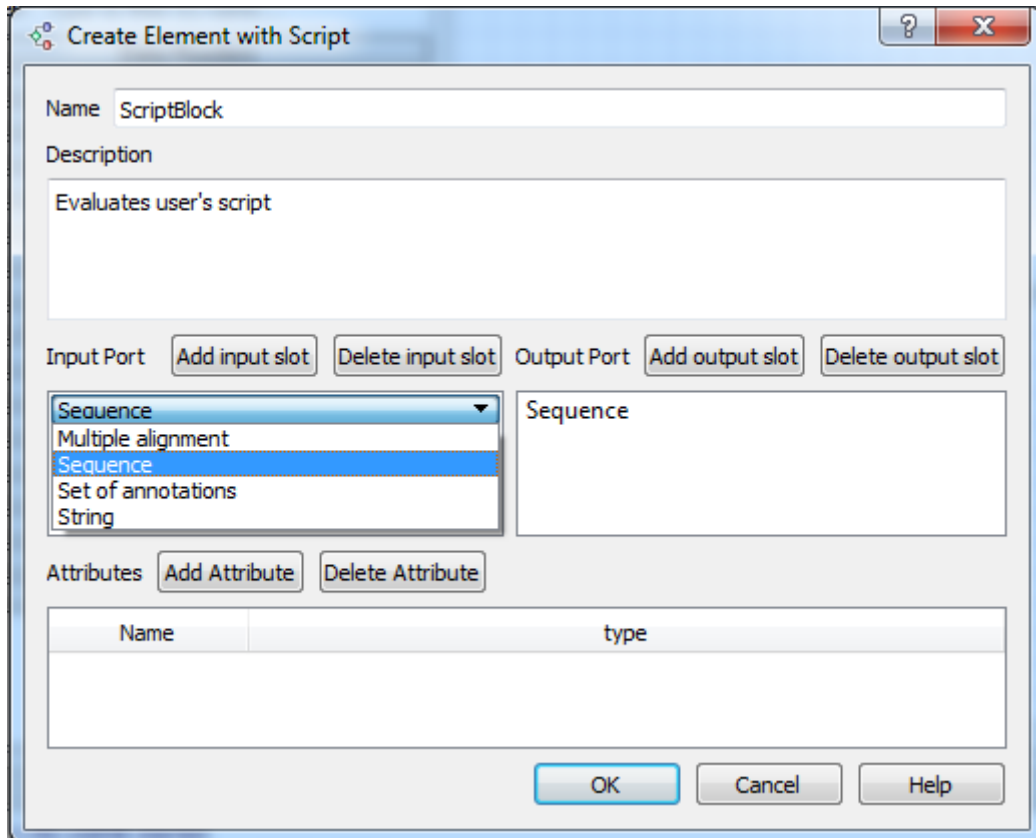 Create Element with Script
Name ScriptBlock
Description
Evaluates user's script
Input Port Add input slot Delete input slot Output Port Add output slot Delete output slot
Sequence Sequence
Multiple alignment
Sequence
Set of annotations
String
Attributes Add Attribute Delete Attribute
Name type
OK Cancel Help